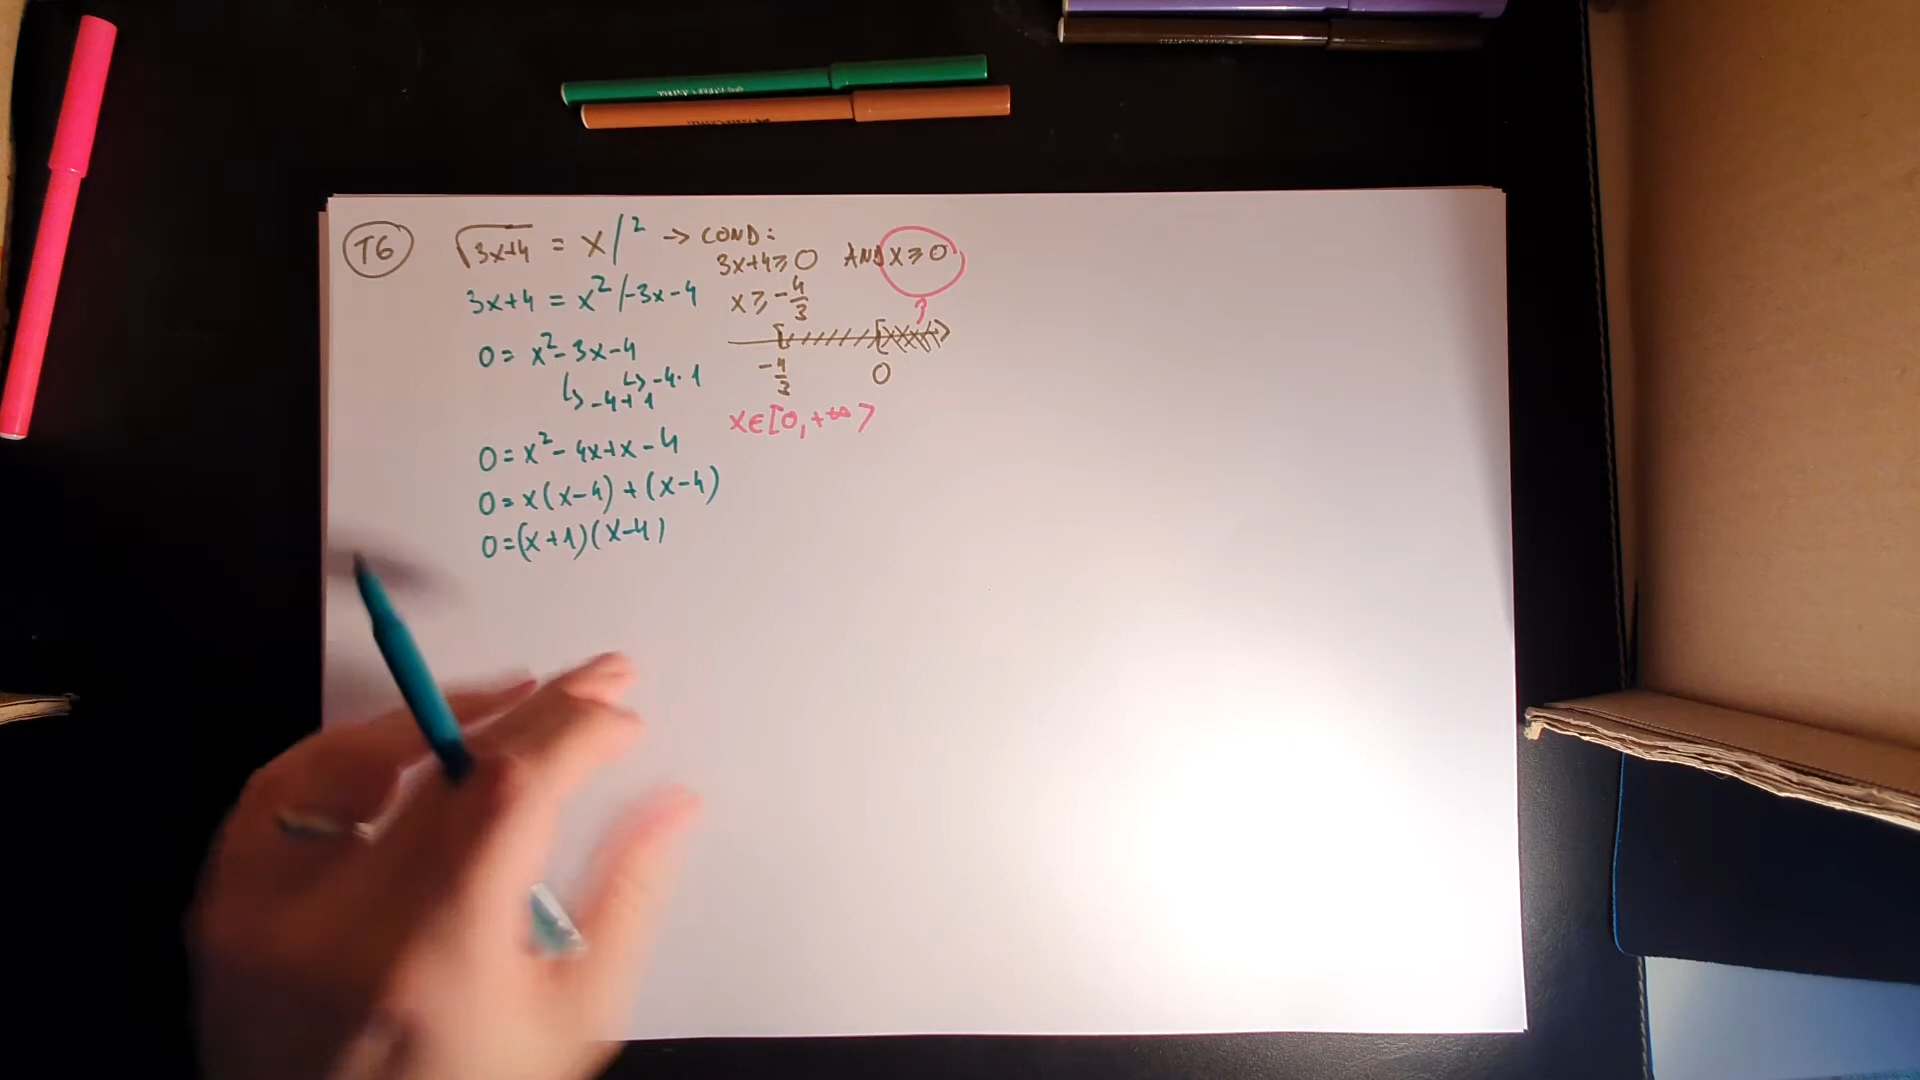 T6
√3x+4 = x /² → COND:
3x+4≥0 AND x≥0
3x+4 = x² /-3x-4
x≥-4/3
0= x²-3x-4
↳ -4·1
↳ -4+1
-4/3 0
x∈[0,+∞>
0=x²-4x+x-4
0=x(x-4)+(x-4)
0=(x+1)(x-4)